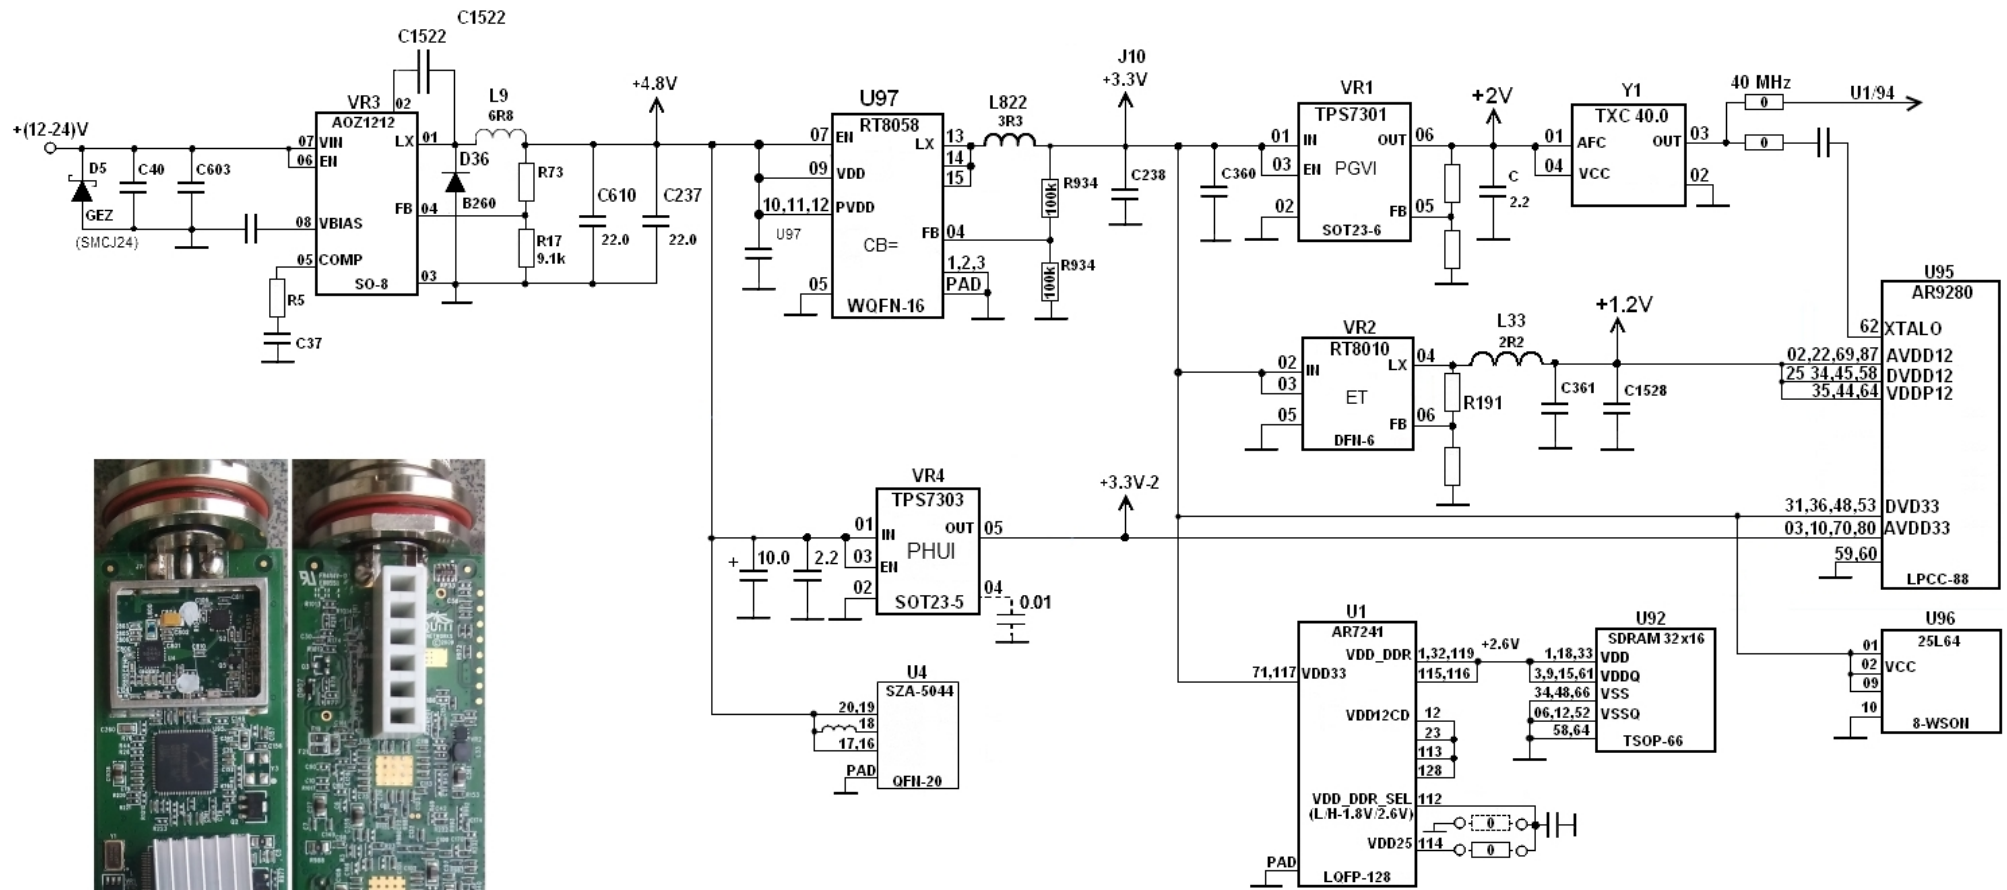 C1522
C1522
+(12-24)V
D5
GEZ
(SMCJ24)
C40
C603
VR3
AOZ1212
02
07 VIN
06 EN
LX 01
FB 04
08 VBIAS
05 COMP
03
SO-8
R5
C37
L9
6R8
D36
B260
R73
R17
9.1k
C610
22.0
C237
22.0
+4.8V
U97
RT8058
07 EN
09 VDD
10,11,12 PVDD
U97
CB=
LX 13
14
15
FB 04
1,2,3
PAD
05
WQFN-16
L822
3R3
R934
100k
R934
100k
J10
+3.3V
C238
C360
VR1
TPS7301
01 IN
03 EN
PGVI
OUT 06
02
FB 05
SOT23-6
+2V
C
2.2
Y1
TXC 40.0
01 AFC
04 VCC
OUT 03
02
40 MHz
0
0
U1/94
VR2
RT8010
02 IN
03
ET
LX 04
05
FB 06
DFN-6
R191
L33
2R2
C361
C1528
+1.2V
U95
AR9280
62 XTALO
02,22,69,87 AVDD12
25 34,45,58 DVDD12
35,44,64 VDDP12
31,36,48,53 DVD33
03,10,70,80 AVDD33
59,60
LPCC-88
VR4
TPS7303
01 IN
03 EN
PHUI
OUT 05
02
04
SOT23-5
+ 10.0
2.2
0.01
+3.3V-2
U4
SZA-5044
20,19
18
17,16
PAD
QFN-20
U1
AR7241
71,117 VDD33
VDD_DDR 1,32,119
115,116
VDD12CD 12
23
113
128
VDD_DDR_SEL 112
(L/H-1.8V/2.6V)
0
VDD25 114
0
PAD
LQFP-128
+2.6V
U92
SDRAM 32x16
1,18,33 VDD
3,9,15,61 VDDQ
34,48,66 VSS
06,12,52 VSSQ
58,64
TSOP-66
U96
25L64
01
02 VCC
09
10
8-WSON